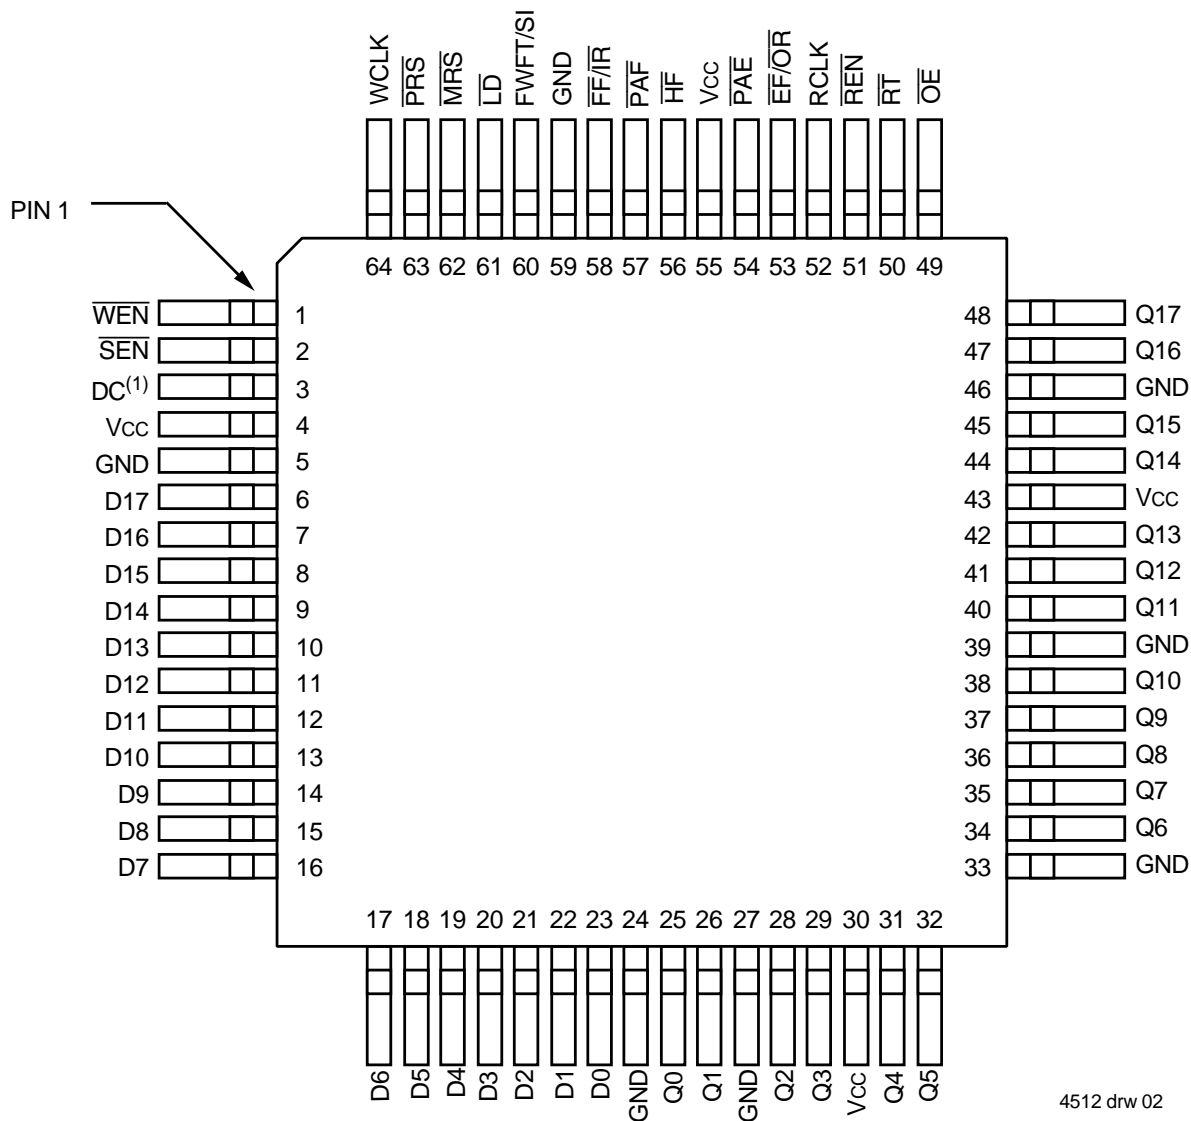 WCLK
PRS
MRS
LD
FWFT/SI
GND
FF/IR
PAF
HF
VCC
PAE
EF/OR
RCLK
REN
RT
OE
PIN 1
64 63 62 61 60 59 58 57 56 55 54 53 52 51 50 49
WEN 1 48 Q17
SEN 2 47 Q16
DC(1) 3 46 GND
VCC 4 45 Q15
GND 5 44 Q14
D17 6 43 VCC
D16 7 42 Q13
D15 8 41 Q12
D14 9 40 Q11
D13 10 39 GND
D12 11 38 Q10
D11 12 37 Q9
D10 13 36 Q8
D9 14 35 Q7
D8 15 34 Q6
D7 16 33 GND
17 18 19 20 21 22 23 24 25 26 27 28 29 30 31 32
D6
D5
D4
D3
D2
D1
D0
GND
Q0
Q1
GND
Q2
Q3
VCC
Q4
Q5
4512 drw 02